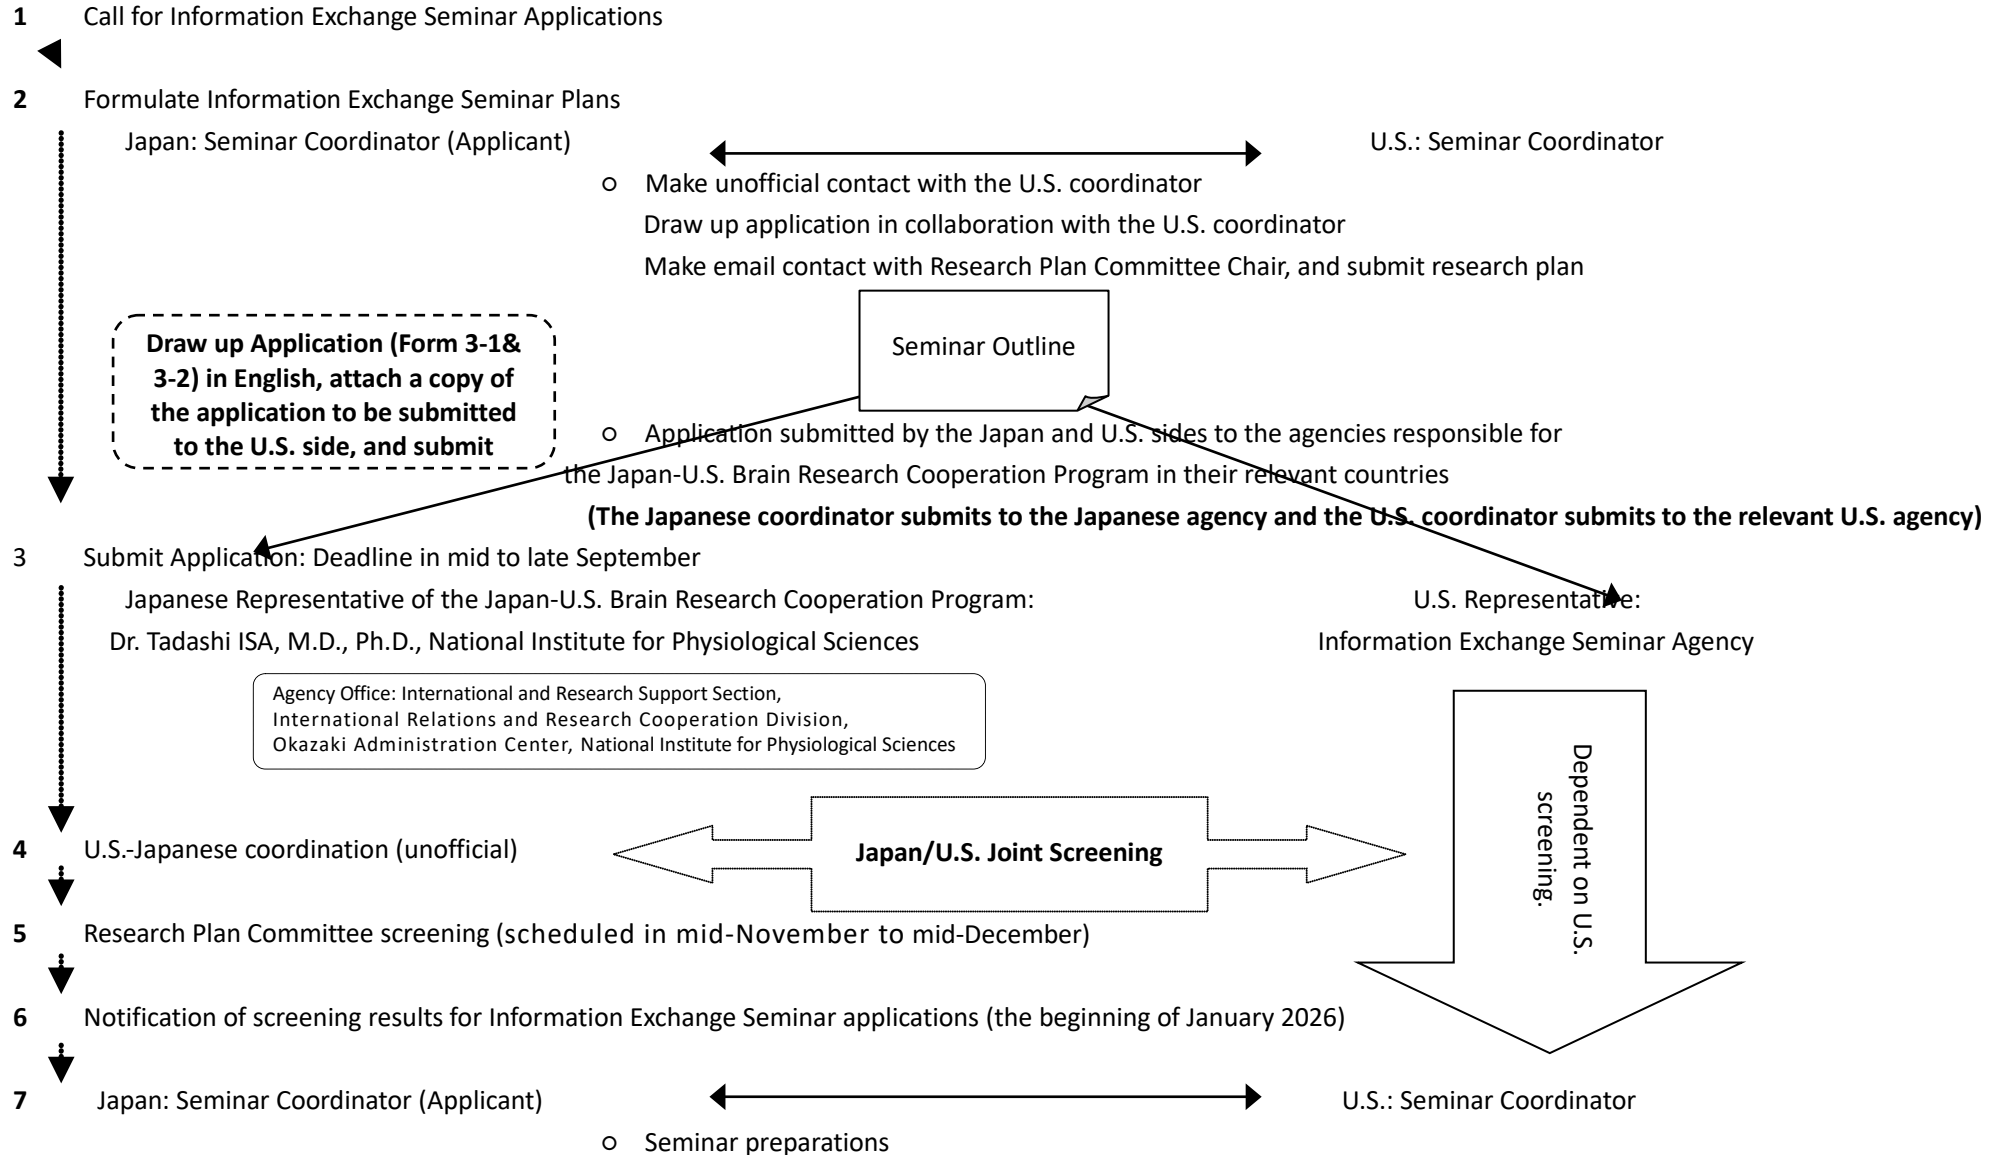 1 Call for Information Exchange Seminar Applications
2 Formulate Information Exchange Seminar Plans
Japan: Seminar Coordinator (Applicant)
U.S.: Seminar Coordinator
○ Make unofficial contact with the U.S. coordinator
Draw up application in collaboration with the U.S. coordinator
Make email contact with Research Plan Committee Chair, and submit research plan
Seminar Outline
Draw up Application (Form 3-1&
3-2) in English, attach a copy of
the application to be submitted
to the U.S. side, and submit
○ Application submitted by the Japan and U.S. sides to the agencies responsible for
the Japan-U.S. Brain Research Cooperation Program in their relevant countries
(The Japanese coordinator submits to the Japanese agency and the U.S. coordinator submits to the relevant U.S. agency)
3 Submit Application: Deadline in mid to late September
Japanese Representative of the Japan-U.S. Brain Research Cooperation Program:
Dr. Tadashi ISA, M.D., Ph.D., National Institute for Physiological Sciences
U.S. Representative:
Information Exchange Seminar Agency
Agency Office: International and Research Support Section,
International Relations and Research Cooperation Division,
Okazaki Administration Center, National Institute for Physiological Sciences
Dependent on U.S.
screening.
4 U.S.-Japanese coordination (unofficial)
Japan/U.S. Joint Screening
5 Research Plan Committee screening (scheduled in mid-November to mid-December)
6 Notification of screening results for Information Exchange Seminar applications (the beginning of January 2026)
7 Japan: Seminar Coordinator (Applicant)
U.S.: Seminar Coordinator
○ Seminar preparations